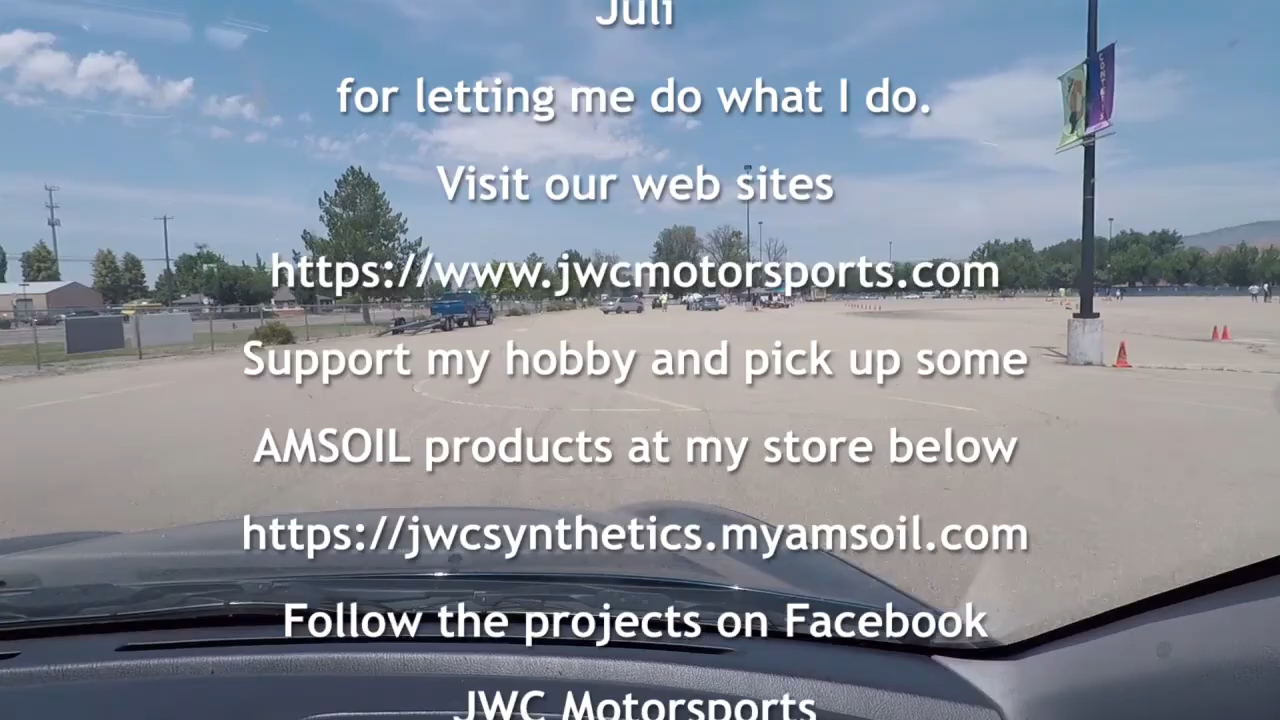 Juli
for letting me do what I do.
Visit our web sites
https://www.jwcmotorsports.com
Support my hobby and pick up some
AMSOIL products at my store below
https://jwcsynthetics.myamsoil.com
Follow the projects on Facebook
JWC Motorsports